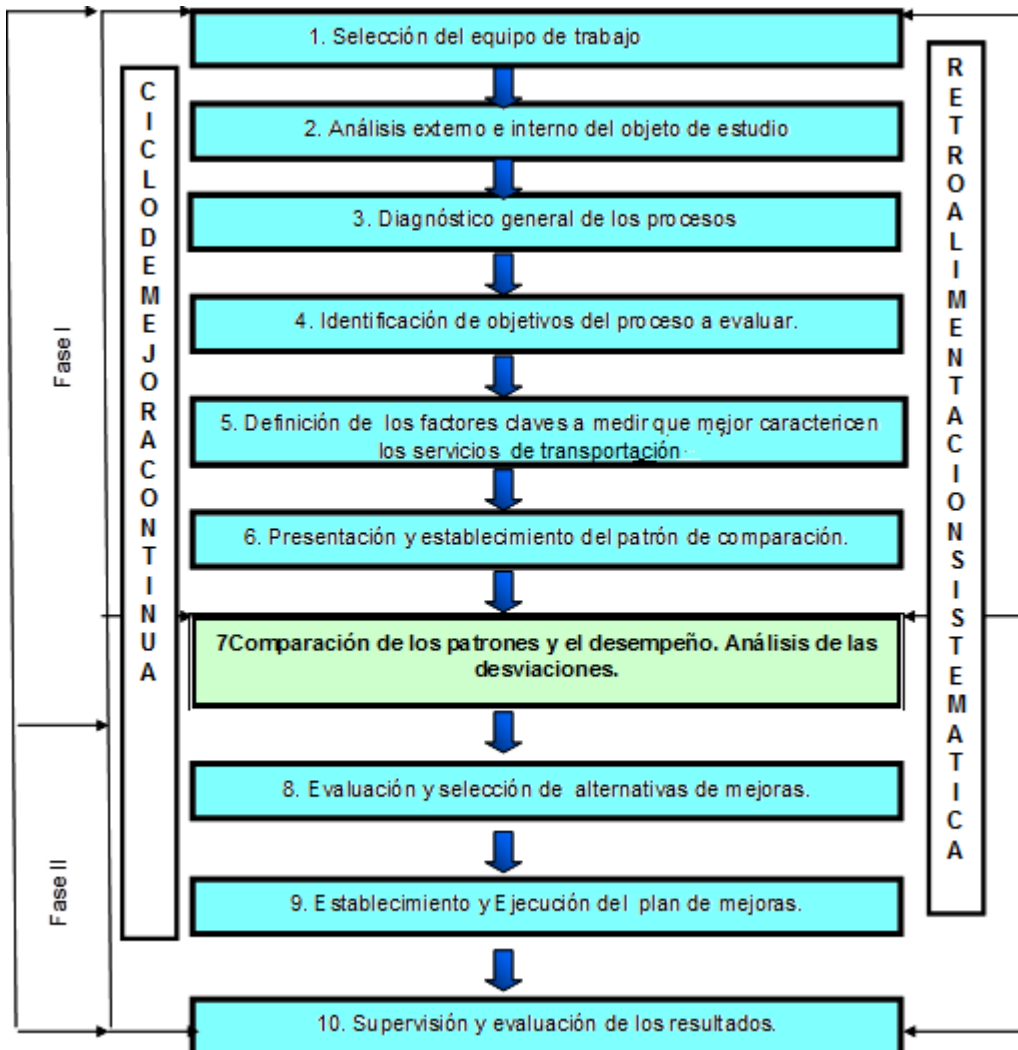 1. Selección del equipo de trabajo
2. Análisis externo e interno del objeto de estudio
3. Diagnóstico general de los procesos
4. Identificación de objetivos del proceso a evaluar.
5. Definición de los factores claves a medir que mejor caractericen
los servicios de transportación
6. Presentación y establecimiento del patrón de comparación.
7Comparación de los patrones y el desempeño. Análisis de las
desviaciones.
8. Evaluación y selección de alternativas de mejoras.
9. Establecimiento y Ejecución del plan de mejoras.
10. Supervisión y evaluación de los resultados.
Fase I
Fase II
CICLODEMEJORACONTINUA
RETROALIMENTACIONSISTEMATICA